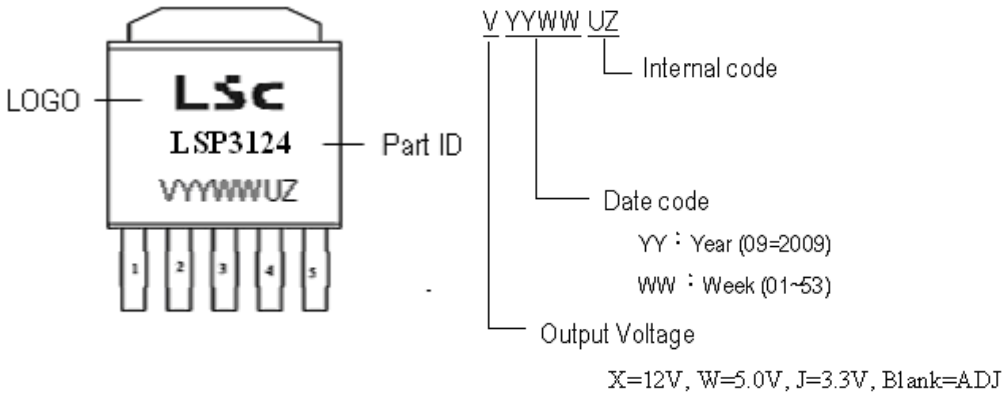 V YYWW UZ
Internal code
LOGO
LSC
LSP3124
Part ID
VYYWWUZ
Date code
YY : Year (09=2009)
WW : Week (01~53)
1 2 3 4 5
Output Voltage
X=12V, W=5.0V, J=3.3V, Blank=ADJ